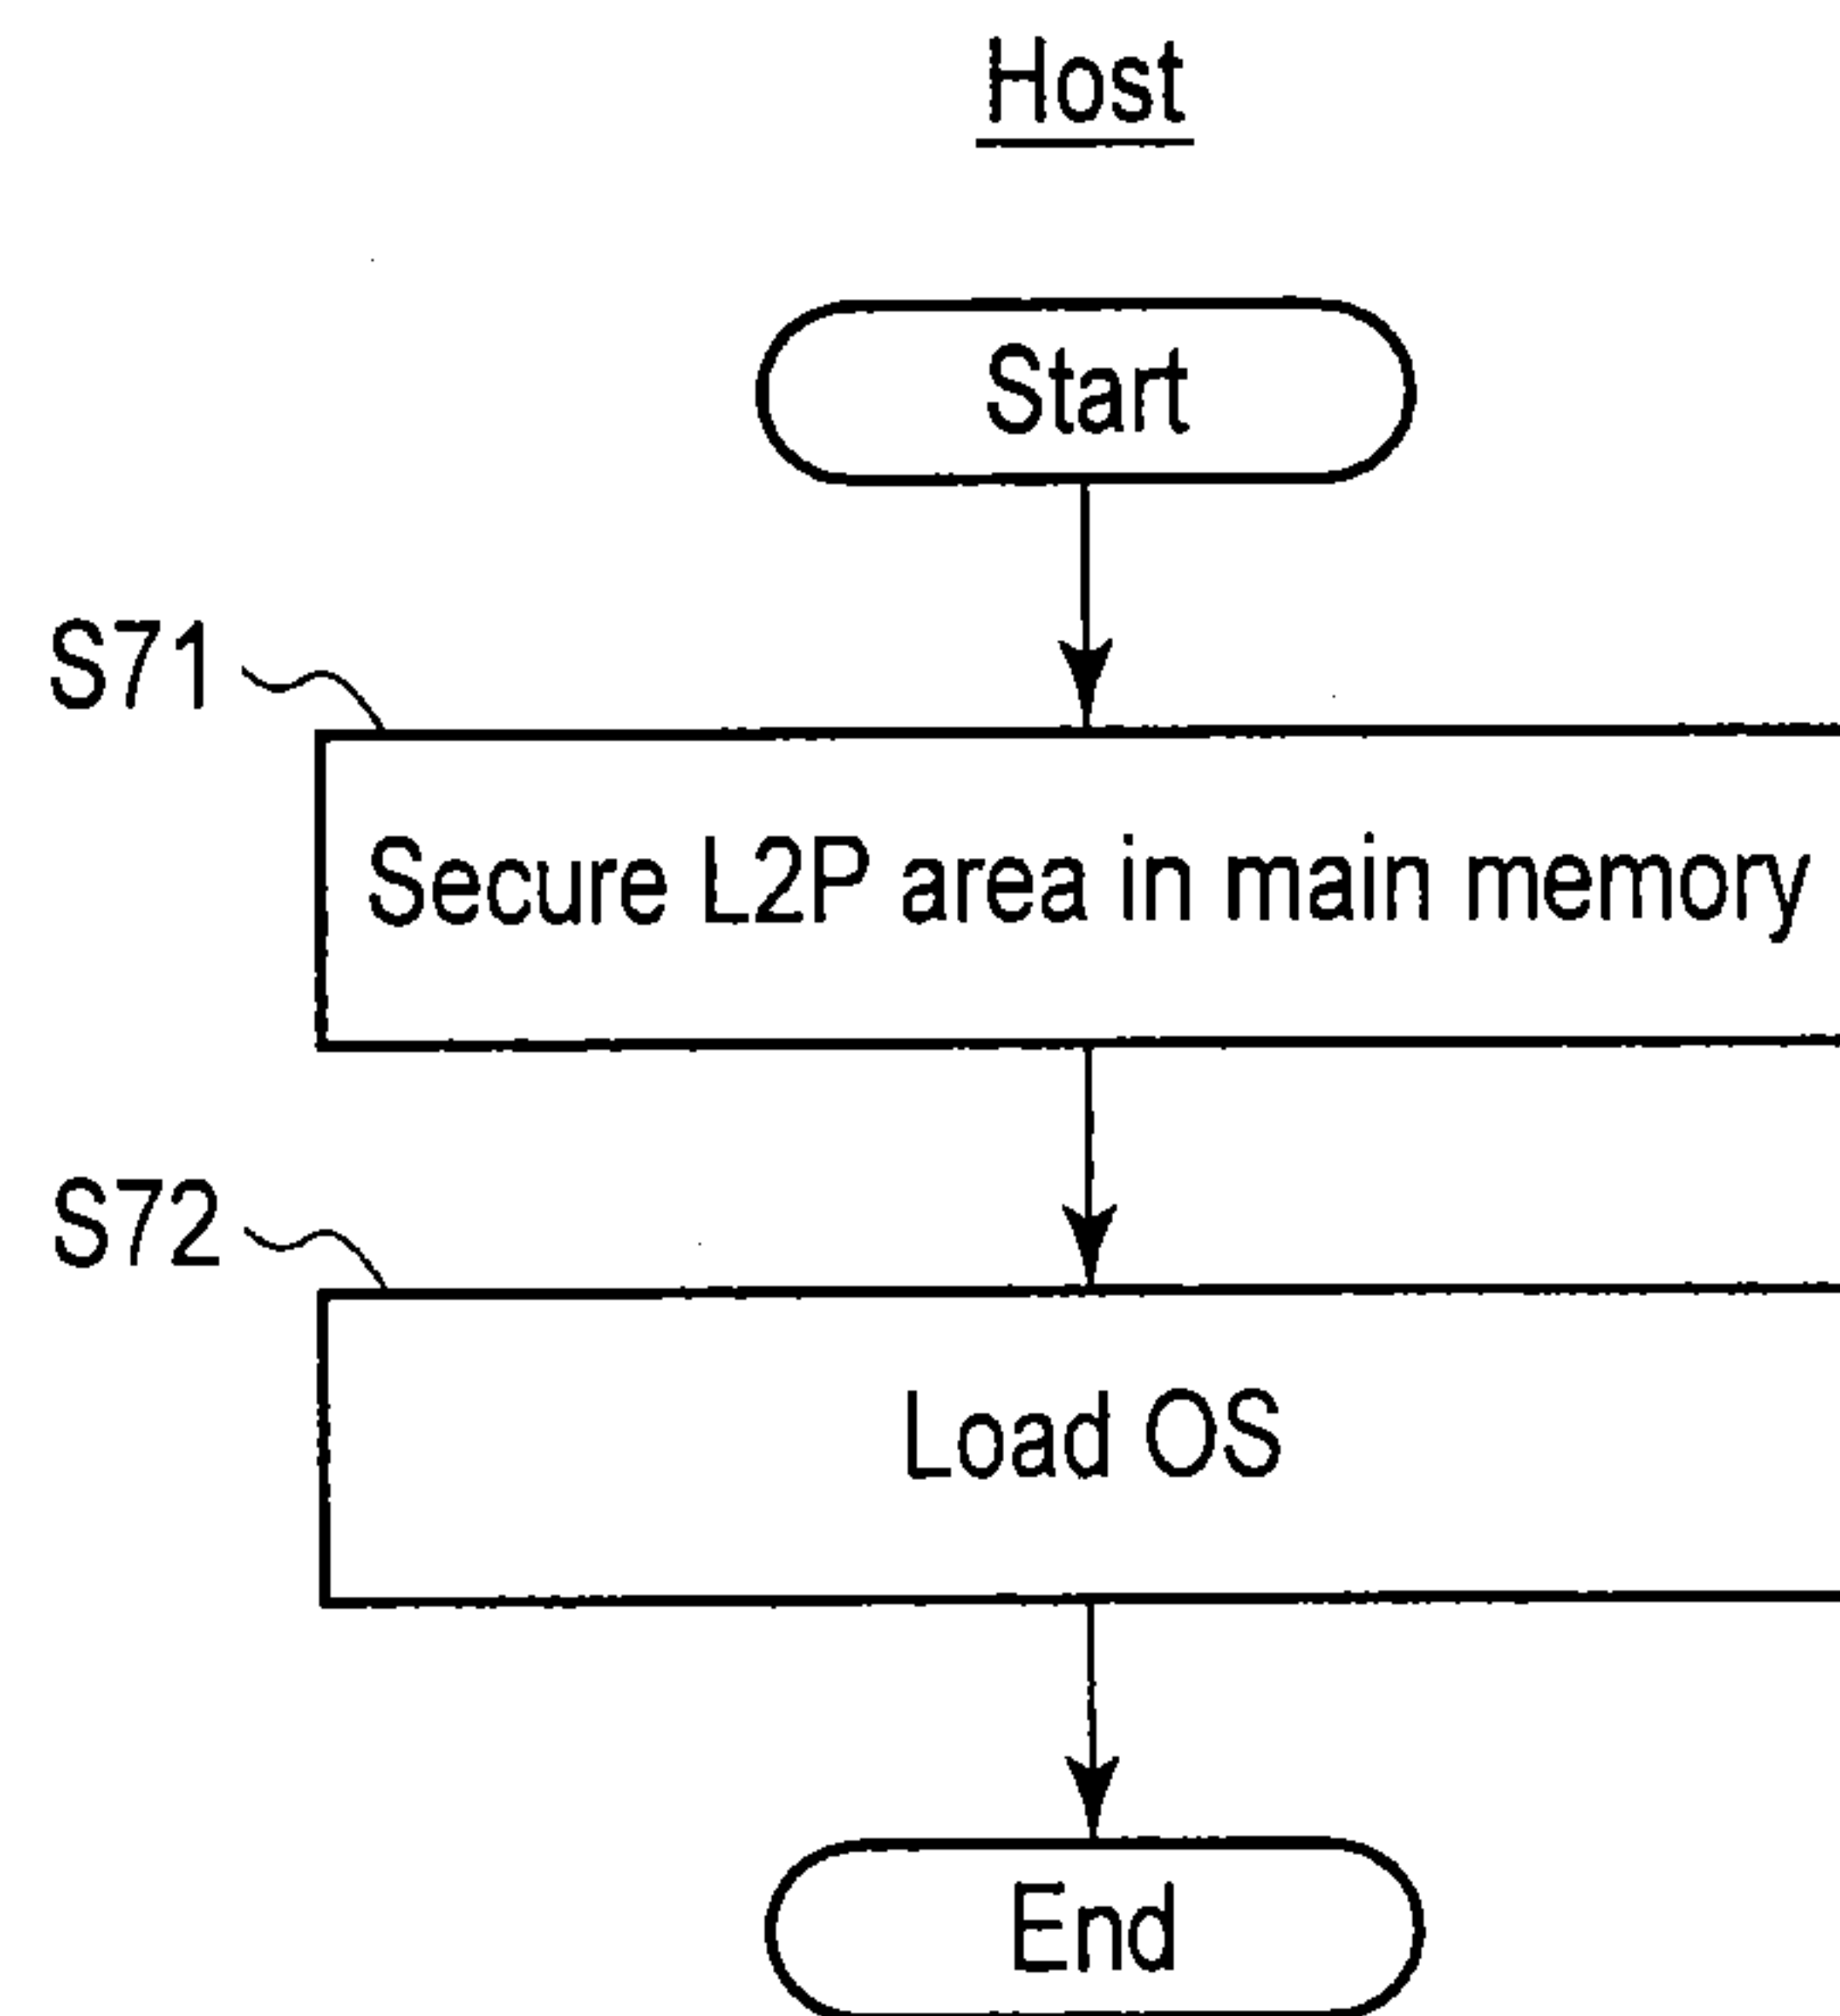 Host
Start
S71
Secure L2P area in main memory
S72
Load OS
End